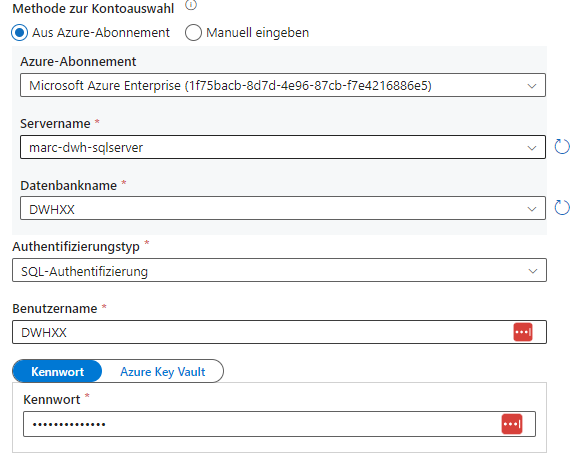 Methode zur Kontoauswahl
Aus Azure-Abonnement Manuell eingeben
Azure-Abonnement
Microsoft Azure Enterprise (1f75bacb-8d7d-4e96-87cb-f7e4216886e5)
Servername *
marc-dwh-sqlserver
Datenbankname *
DWHXX
Authentifizierungstyp *
SQL-Authentifizierung
Benutzername *
DWHXX
Kennwort Azure Key Vault
Kennwort *
••••••••••••••